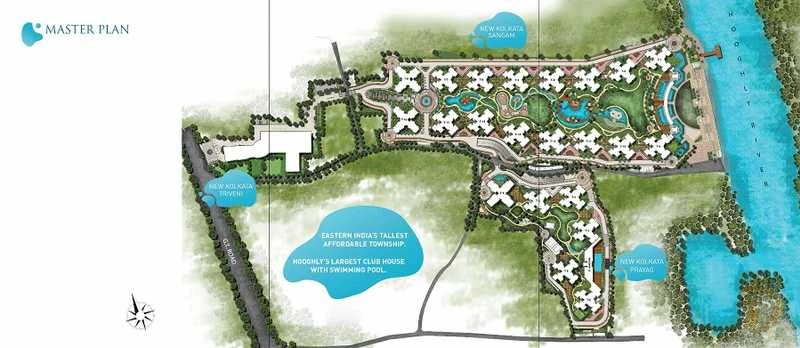 MASTER PLAN
NEW KOLKATA
SANGAM
HOOGHLY RIVER
NEW KOLKATA
TRIVENI
G.T. ROAD
EASTERN INDIA'S TALLEST
AFFORDABLE TOWNSHIP.
HOOGHLY'S LARGEST CLUB HOUSE
WITH SWIMMING POOL.
NEW KOLKATA
PRAYAG